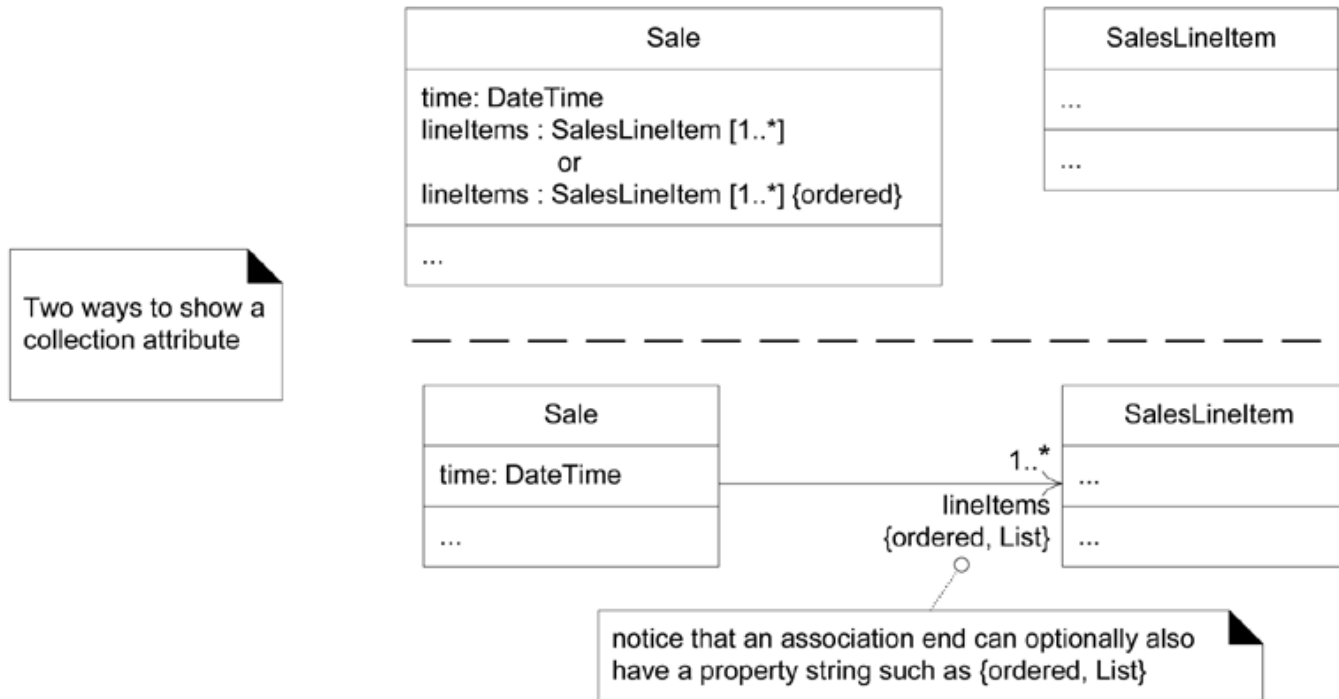 Sale
time: DateTime
lineItems : SalesLineItem [1..*]
or
lineItems : SalesLineItem [1..*] {ordered}
...
SalesLineItem
...
...
Two ways to show a
collection attribute
Sale
time: DateTime
...
1..*
lineItems
{ordered, List}
SalesLineItem
...
...
notice that an association end can optionally also
have a property string such as {ordered, List}